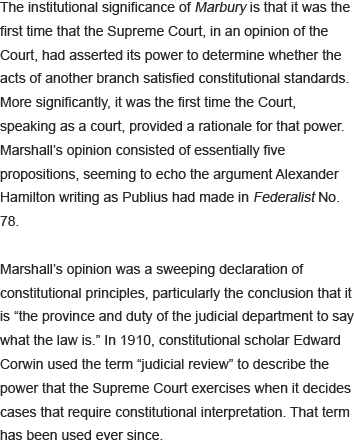 The institutional significance of Marbury is that it was the
first time that the Supreme Court, in an opinion of the
Court, had asserted its power to determine whether the
acts of another branch satisfied constitutional standards.
More significantly, it was the first time the Court,
speaking as a court, provided a rationale for that power.
Marshall’s opinion consisted of essentially five
propositions, seeming to echo the argument Alexander
Hamilton writing as Publius had made in Federalist No.
78.

Marshall’s opinion was a sweeping declaration of
constitutional principles, particularly the conclusion that it
is “the province and duty of the judicial department to say
what the law is.” In 1910, constitutional scholar Edward
Corwin used the term “judicial review” to describe the
power that the Supreme Court exercises when it decides
cases that require constitutional interpretation. That term
has been used ever since.